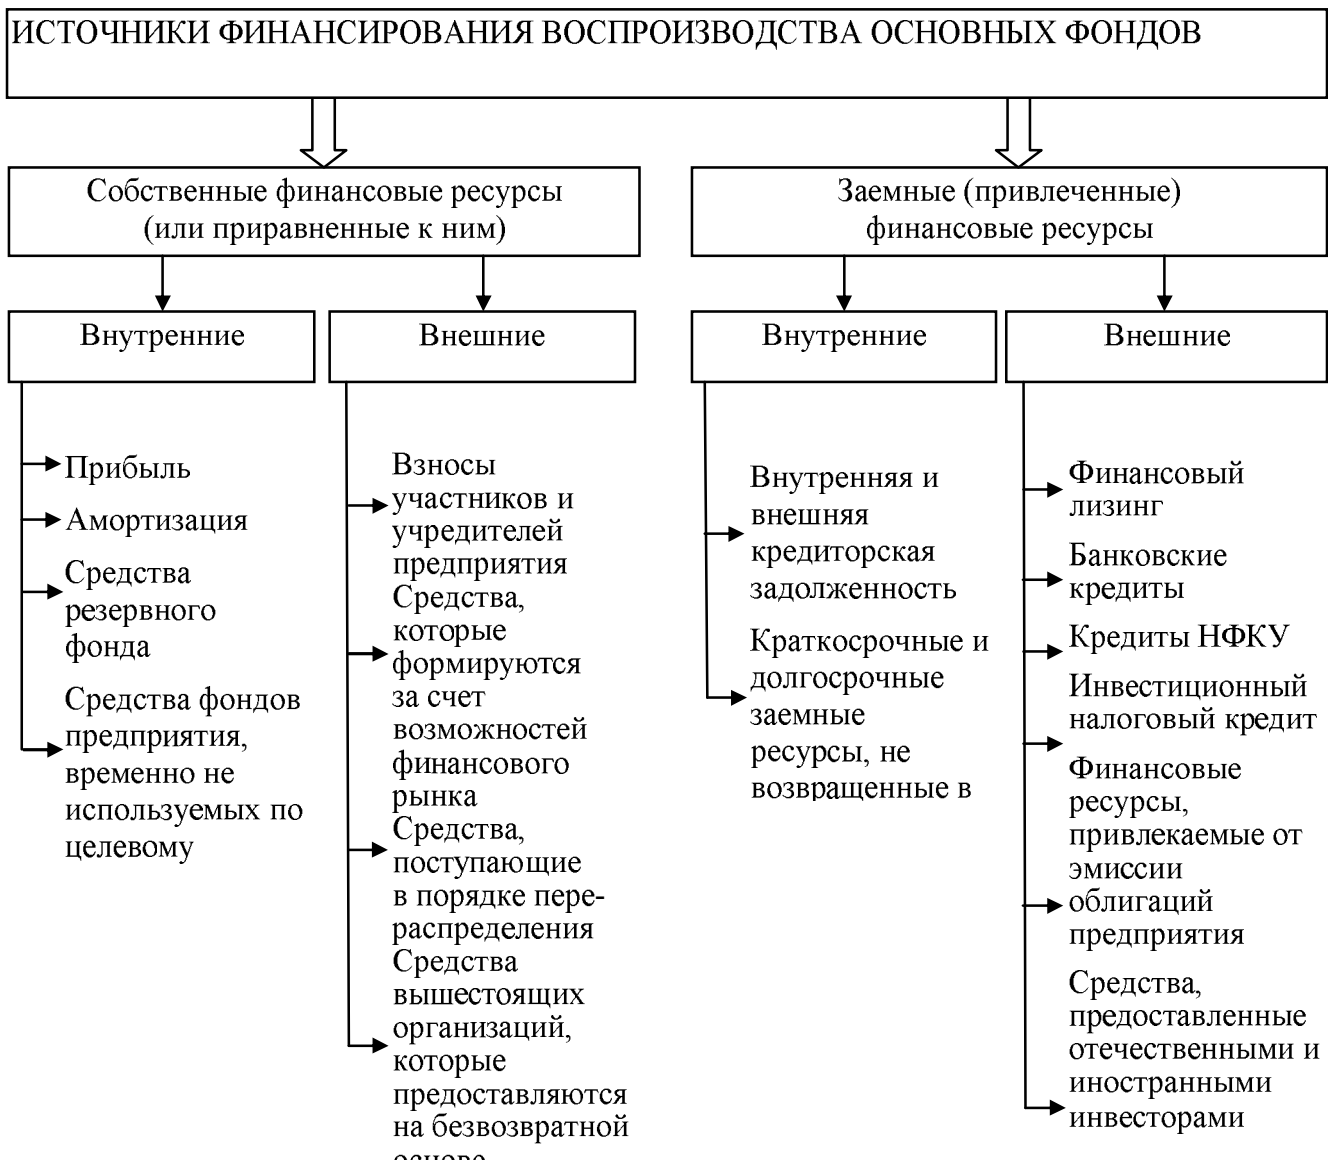 ИСТОЧНИКИ ФИНАНСИРОВАНИЯ ВОСПРОИЗВОДСТВА ОСНОВНЫХ ФОНДОВ
Собственные финансовые ресурсы
(или приравненные к ним)
Заемные (привлеченные)
финансовые ресурсы
Внутренние
Внешние
Внутренние
Внешние
Прибыль
Амортизация
Средства
резервного
фонда
Средства фондов
предприятия,
временно не
используемых по
целевому
Взносы
участников и
учредителей
предприятия
Средства,
которые
формируются
за счет
возможностей
финансового
рынка
Средства,
поступающие
в порядке пере-
распределения
Средства
вышестоящих
организаций,
которые
предоставляются
на безвозвратной
основе
Внутренняя и
внешняя
кредиторская
задолженность
Краткосрочные и
долгосрочные
заемные
ресурсы, не
возвращенные в
Финансовый
лизинг
Банковские
кредиты
Кредиты НФКУ
Инвестиционный
налоговый кредит
Финансовые
ресурсы,
привлекаемые от
эмиссии
облигаций
предприятия
Средства,
предоставленные
отечественными и
иностранными
инвесторами